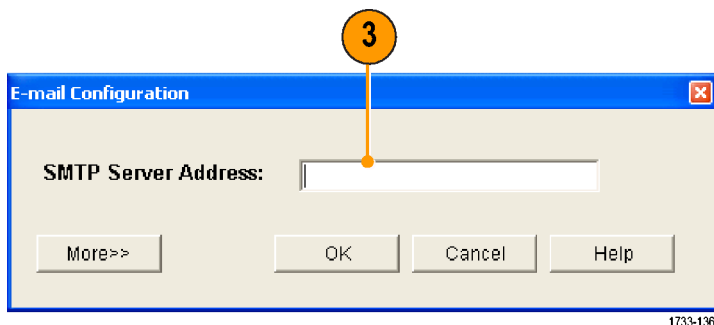 3
E-mail Configuration
SMTP Server Address:
More>> OK Cancel Help
1733-136